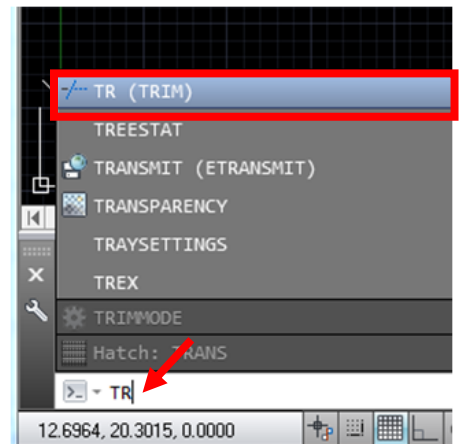 TR (TRIM)
TREESTAT
TRANSMIT (ETRANSMIT)
TRANSPARENCY
TRAYSETTINGS
TREX
TRIMMODE
Hatch: TRANS
TR
12.6964, 20.3015, 0.0000